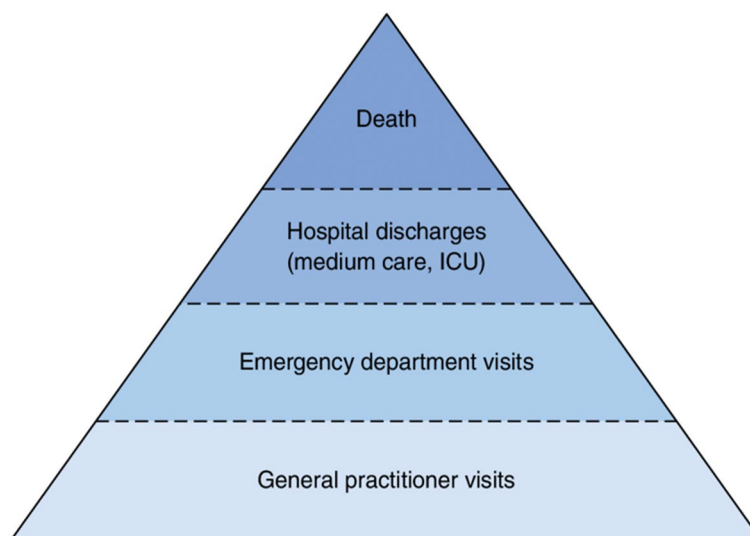 Death
Hospital discharges
(medium care, ICU)
Emergency department visits
General practitioner visits